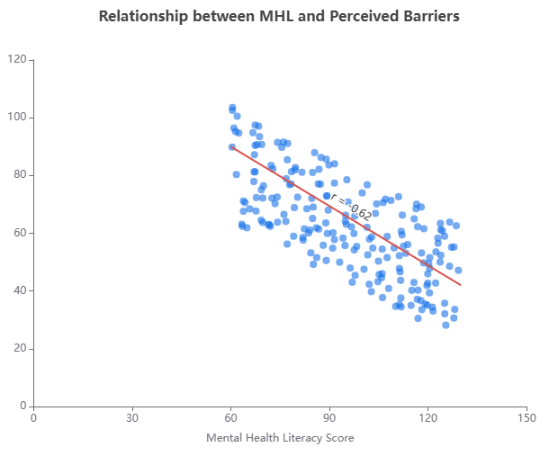 Relationship between MHL and Perceived Barriers
120
100
80
60
40
20
0
r = -0.62
0 30 60 90 120 150
Mental Health Literacy Score